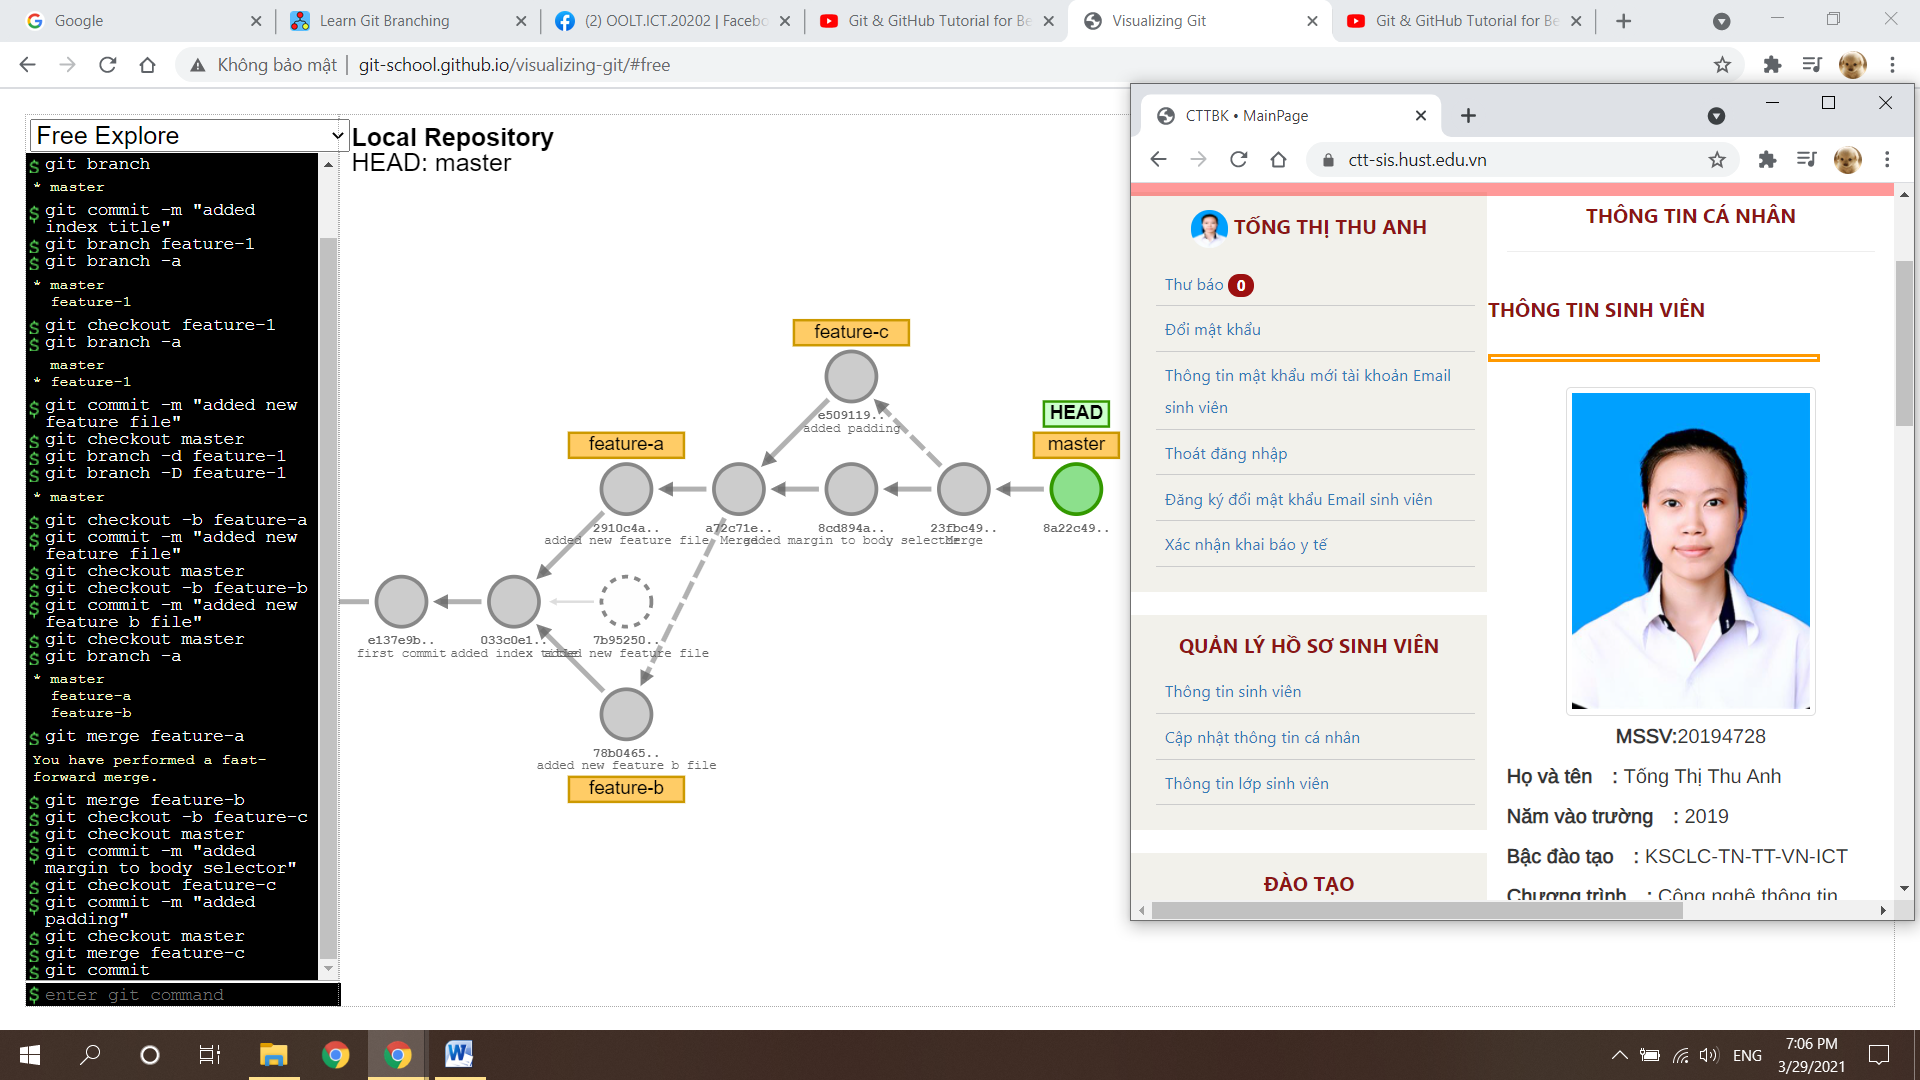 Google
Learn Git Branching
(2) OOLT.ICT.20202 | Facebo
Git & GitHub Tutorial for Be
Visualizing Git
Git & GitHub Tutorial for Be
Không bảo mật | git-school.github.io/visualizing-git/#free
Free Explore
$ git branch
* master
$ git commit -m "added
index title"
$ git branch feature-1
$ git branch -a
* master
feature-1
$ git checkout feature-1
$ git branch -a
master
* feature-1
$ git commit -m "added new
feature file"
$ git checkout master
$ git branch -d feature-1
$ git branch -D feature-1
* master
$ git checkout -b feature-a
$ git commit -m "added new
feature file"
$ git checkout master
$ git checkout -b feature-b
$ git commit -m "added new
feature b file"
$ git checkout master
$ git branch -a
* master
feature-a
feature-b
$ git merge feature-a
You have performed a fast-
forward merge.
$ git merge feature-b
$ git checkout -b feature-c
$ git checkout master
$ git commit -m "added
margin to body selector"
$ git checkout feature-c
$ git commit -m "added
padding"
$ git checkout master
$ git merge feature-c
$ git commit
$ enter git command
Local Repository
HEAD: master
feature-c
e509119..
added padding
HEAD
master
feature-a
2910c4a..
added new feature file
a72c71e..
Merge
8cd894a..
added margin to body selector
23fbc49..
Merge
8a22c49..
e137e9b..
first commit
033c0e1..
added index title
7b95250..
added new feature file
78b0465..
added new feature b file
feature-b
CTTBK • MainPage
ctt-sis.hust.edu.vn
TỐNG THỊ THU ANH
Thư báo 0
Đổi mật khẩu
Thông tin mật khẩu mới tài khoản Email
sinh viên
Thoát đăng nhập
Đăng ký đổi mật khẩu Email sinh viên
Xác nhận khai báo y tế
QUẢN LÝ HỒ SƠ SINH VIÊN
Thông tin sinh viên
Cập nhật thông tin cá nhân
Thông tin lớp sinh viên
ĐÀO TẠO
THÔNG TIN CÁ NHÂN
THÔNG TIN SINH VIÊN
MSSV:20194728
Họ và tên : Tống Thị Thu Anh
Năm vào trường : 2019
Bậc đào tạo : KSCLC-TN-TT-VN-ICT
Chương trình : Công nghệ thông tin
ENG
7:06 PM
3/29/2021